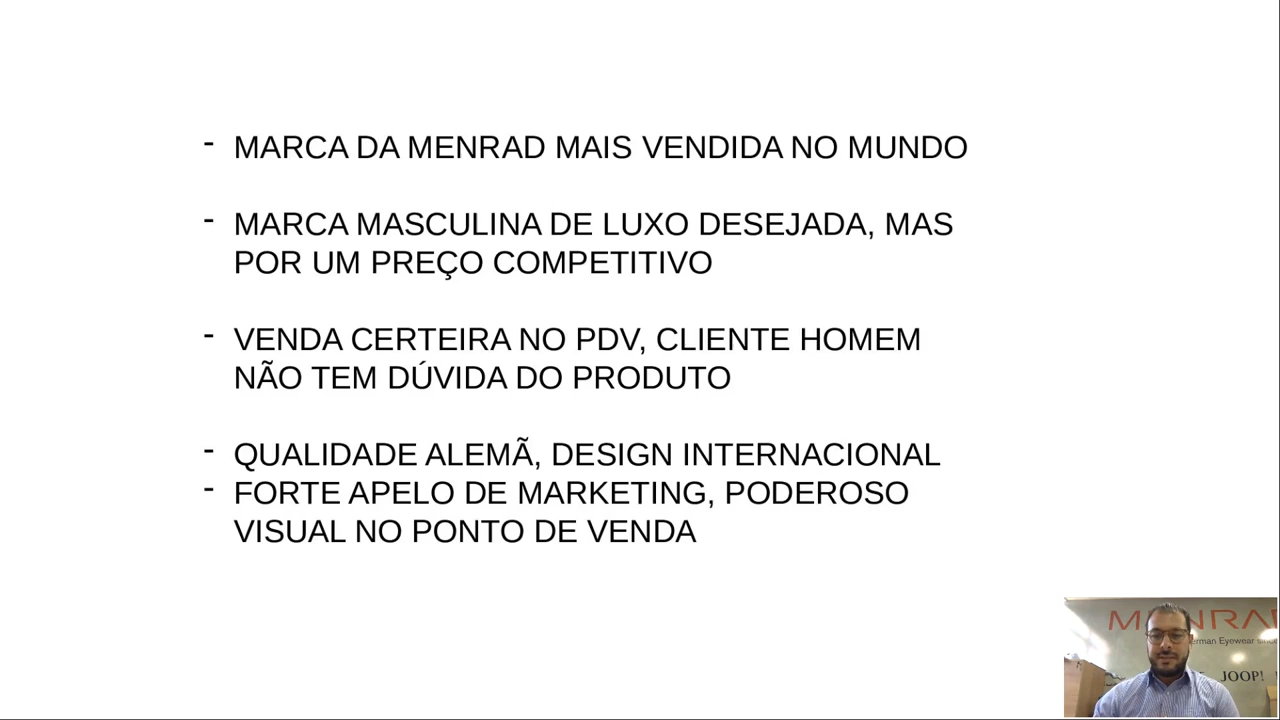 - MARCA DA MENRAD MAIS VENDIDA NO MUNDO
- MARCA MASCULINA DE LUXO DESEJADA, MAS
POR UM PREÇO COMPETITIVO
- VENDA CERTEIRA NO PDV, CLIENTE HOMEM
NÃO TEM DÚVIDA DO PRODUTO
- QUALIDADE ALEMÃ, DESIGN INTERNACIONAL
- FORTE APELO DE MARKETING, PODEROSO
VISUAL NO PONTO DE VENDA
Eyewear
JOOP!